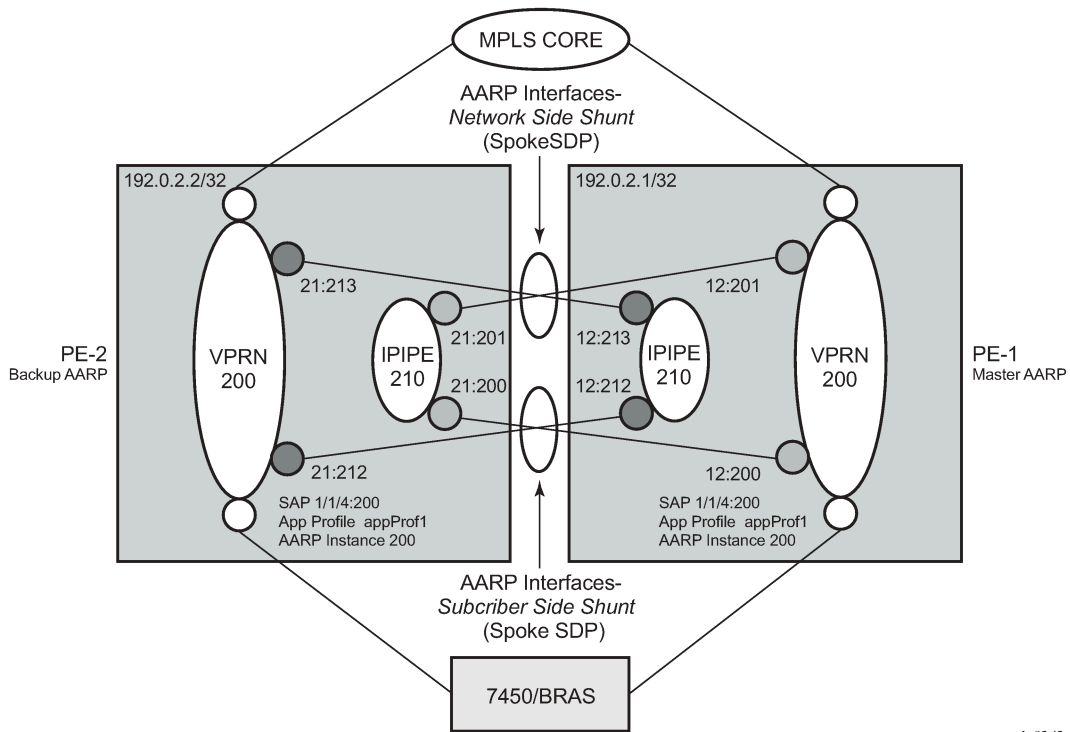 MPLS CORE
AARP Interfaces-
Network Side Shunt
(SpokeSDP)
192.0.2.2/32
192.0.2.1/32
21:213
12:201
21:201
12:213
PE-2
Backup AARP
VPRN
200
IPIPE
210
IPIPE
210
VPRN
200
PE-1
Master AARP
21:200
12:212
21:212
12:200
SAP 1/1/4:200
App Profile appProf1
AARP Instance 200
SAP 1/1/4:200
App Profile appProf1
AARP Instance 200
AARP Interfaces-
Subcriber Side Shunt
(Spoke SDP)
7450/BRAS